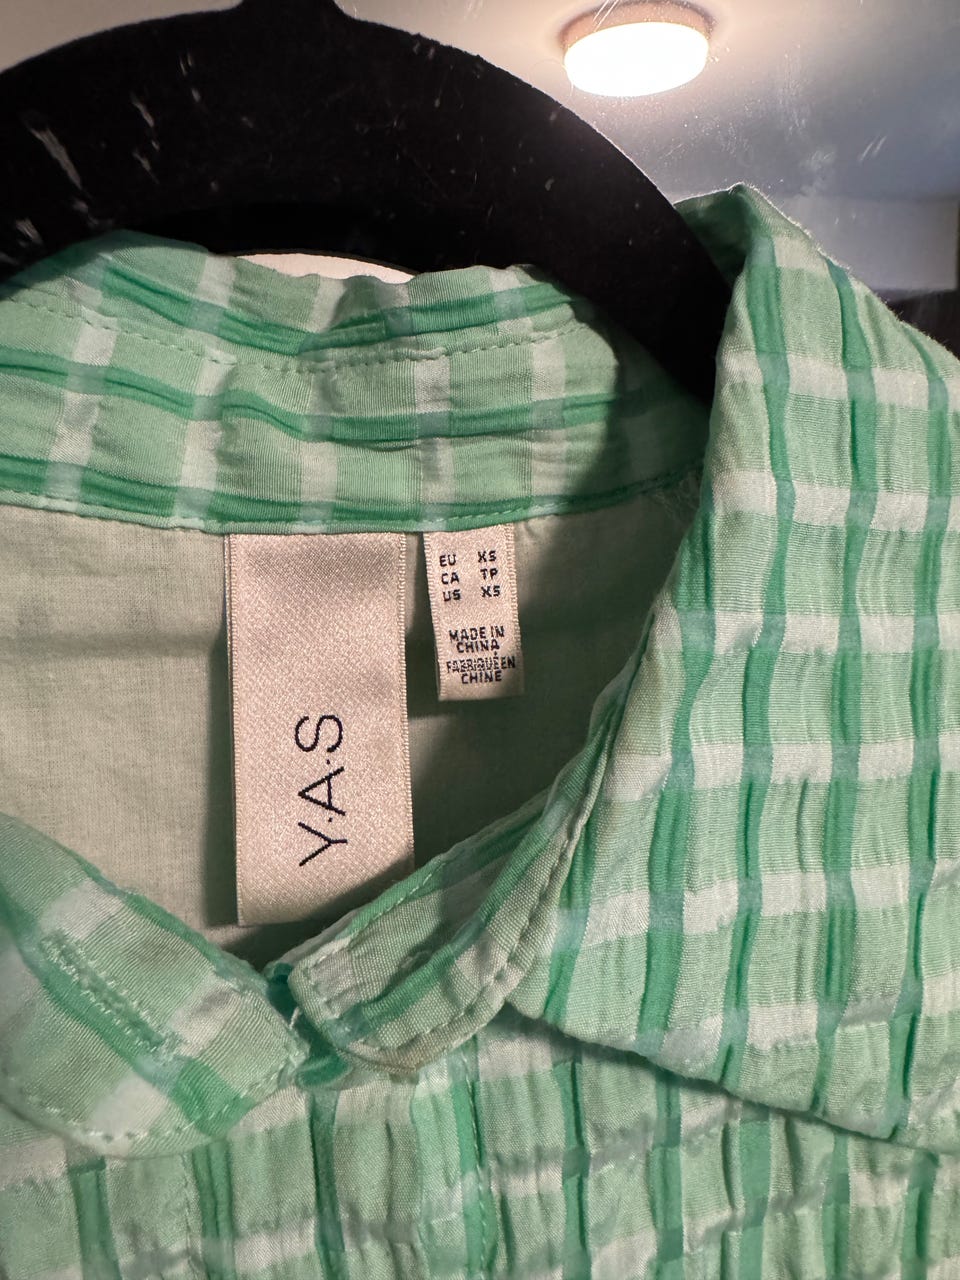 Y.A.S
EU XS
CA TP
US XS
MADE IN
CHINA
FABRIQUÉ EN
CHINE